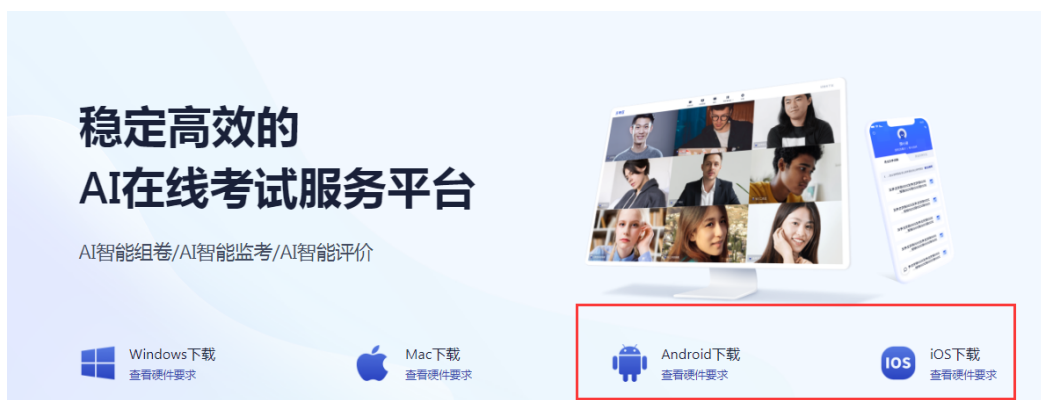 稳定高效的
AI在线考试服务平台
AI智能组卷/AI智能监考/AI智能评价
Windows下载
查看硬件要求
Mac下载
查看硬件要求
Android下载
查看硬件要求
iOS
iOS下载
查看硬件要求